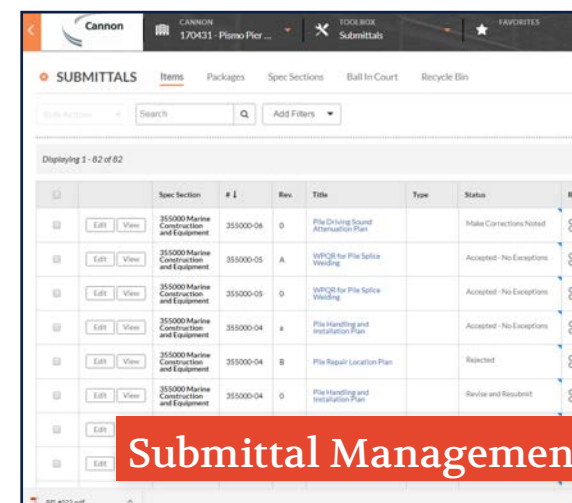 Cannon
CANNON
170431 - Pismo Pier ...
TOOLBOX
Submittals
FAVORITES
SUBMITTALS Items Packages Spec Sections Ball In Court Recycle Bin
Bulk Actions Search Add Filters
Displaying 1 - 82 of 82
Spec Section # Rev. Title Type Status
Edit View 355000 Marine Construction and Equipment 355000-06 0 Pile Driving Sound Attenuation Plan Make Corrections Noted
Edit View 355000 Marine Construction and Equipment 355000-05 A WPQR for Pile Splice Welding Accepted - No Exceptions
Edit View 355000 Marine Construction and Equipment 355000-05 0 WPQR for Pile Splice Welding Accepted - No Exceptions
Edit View 355000 Marine Construction and Equipment 355000-04 a Pile Handling and Installation Plan Accepted - No Exceptions
Edit View 355000 Marine Construction and Equipment 355000-04 B Pile Repair Location Plan Rejected
Edit View 355000 Marine Construction and Equipment 355000-04 0 Pile Handling and Installation Plan Revise and Resubmit
Edit
Edit
Submittal Managemen